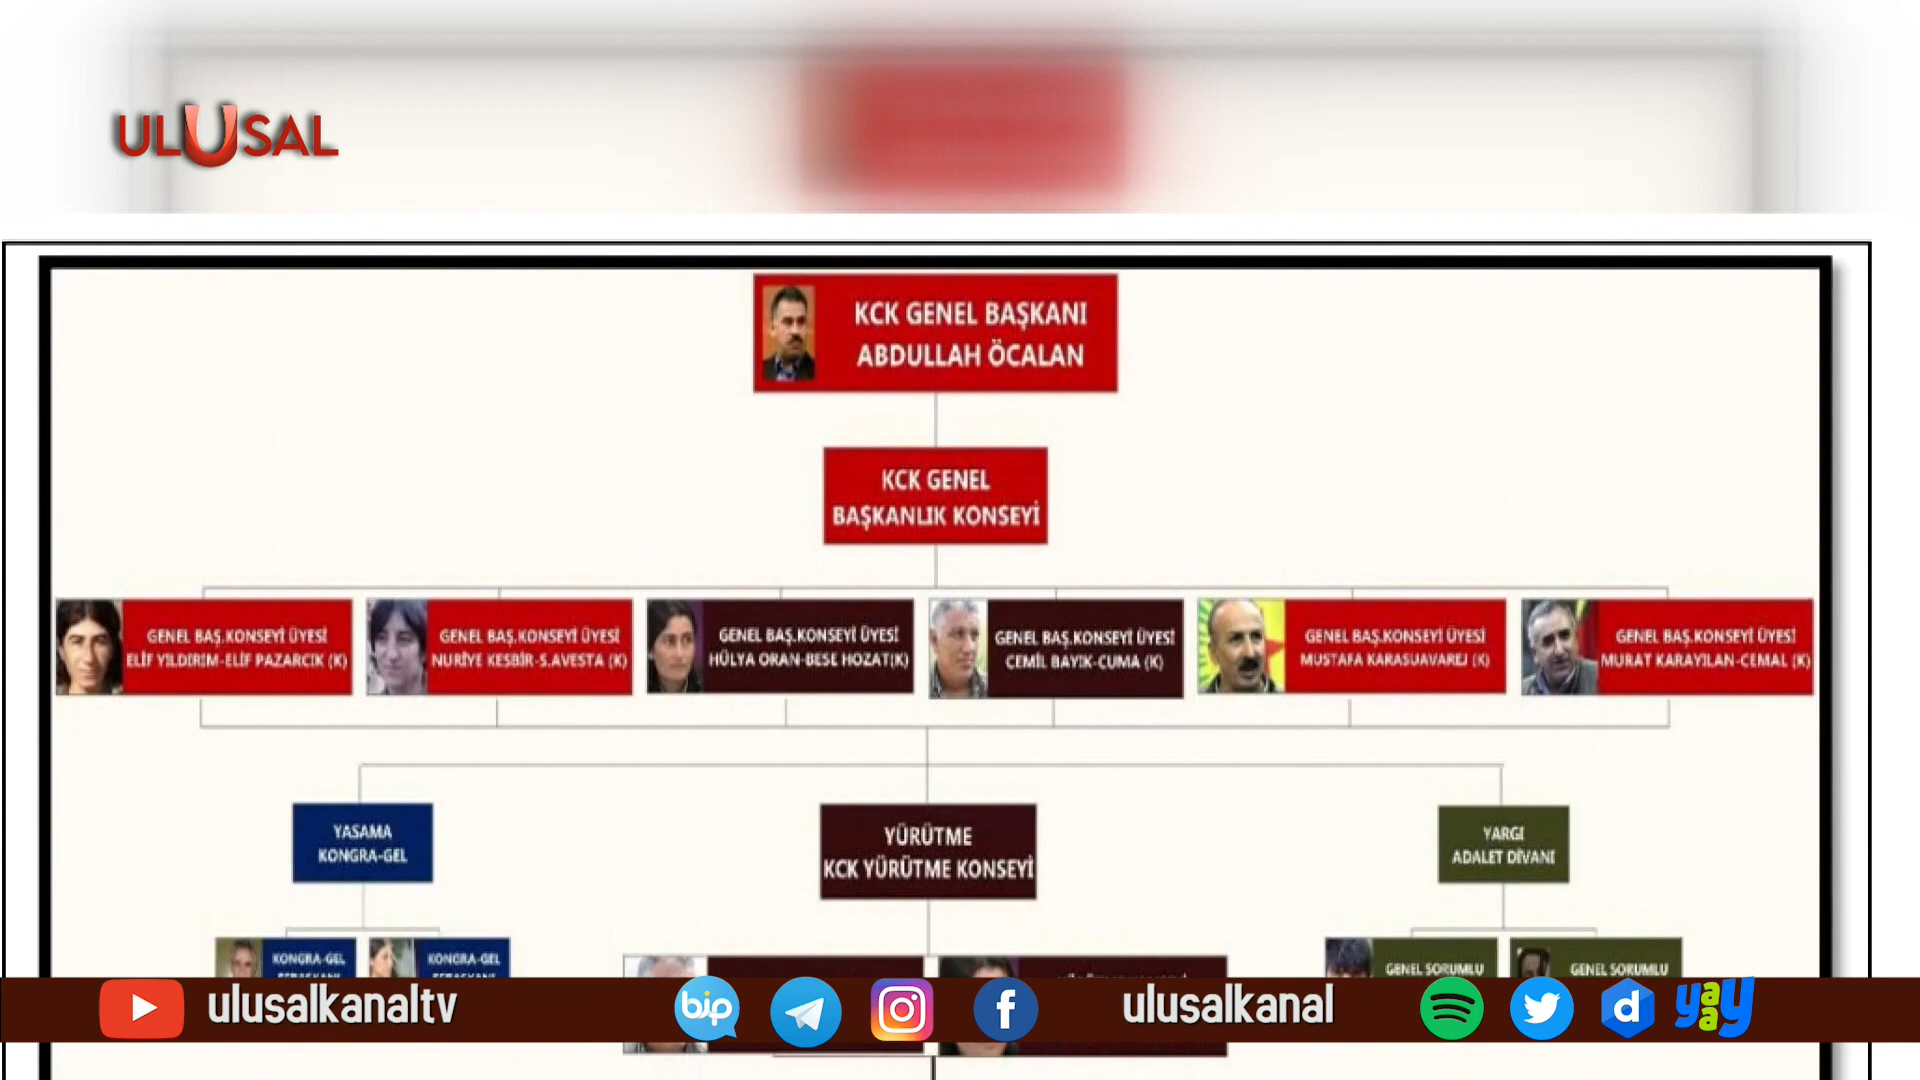 ULUSAL
KCK GENEL BAŞKANI
ABDULLAH ÖCALAN
KCK GENEL
BAŞKANLIK KONSEYİ
GENEL BAŞ.KONSEYİ ÜYESİ
ELİF YILDIRIM-ELİF PAZARCIK (K)
GENEL BAŞ.KONSEYİ ÜYESİ
NURİYE KESBİR-S.AVESTA (K)
GENEL BAŞ.KONSEYİ ÜYESİ
HÜLYA ORAN-BESE HOZAT(K)
GENEL BAŞ.KONSEYİ ÜYESİ
CEMİL BAYIK-CUMA (K)
GENEL BAŞ.KONSEYİ ÜYESİ
MUSTAFA KARASUAVAREJ (K)
GENEL BAŞ.KONSEYİ ÜYESİ
MURAT KARAYILAN-CEMAL (K)
YASAMA
KONGRA-GEL
YÜRÜTME
KCK YÜRÜTME KONSEYİ
YARGI
ADALET DİVANI
KONGRA-GEL
KONGRA-GEL
GENEL SORUMLU
GENEL SORUMLU
ulusalkanaltv
bip
ulusalkanal
d
yaay